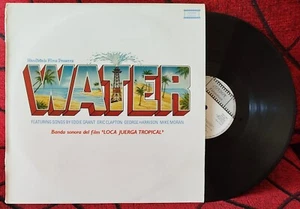 HandMade Films Presents
WATER
FEATURING SONGS BY EDDY GRANT · ERIC CLAPTON · GEORGE HARRISON · MIKE MORAN
Banda sonora del film "LOCA JUERGA TROPICAL"